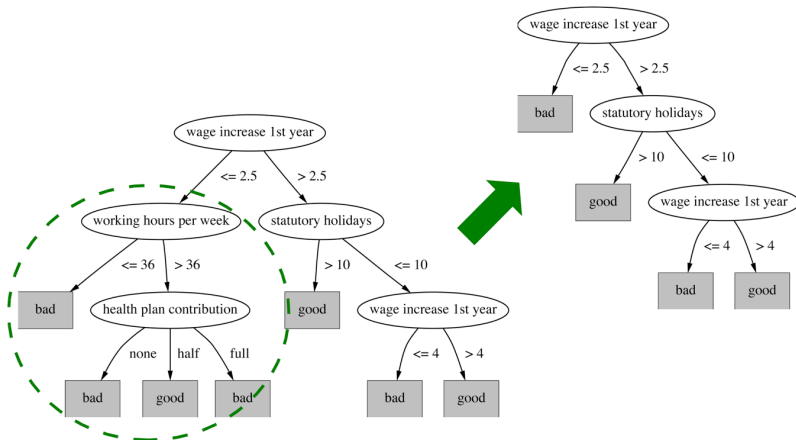 wage increase 1st year
<= 2.5
> 2.5
working hours per week
statutory holidays
<= 36
> 36
> 10
<= 10
bad
health plan contribution
good
wage increase 1st year
none
half
full
<= 4
> 4
bad
good
bad
bad
good
wage increase 1st year
<= 2.5
> 2.5
bad
statutory holidays
> 10
<= 10
good
wage increase 1st year
<= 4
> 4
bad
good